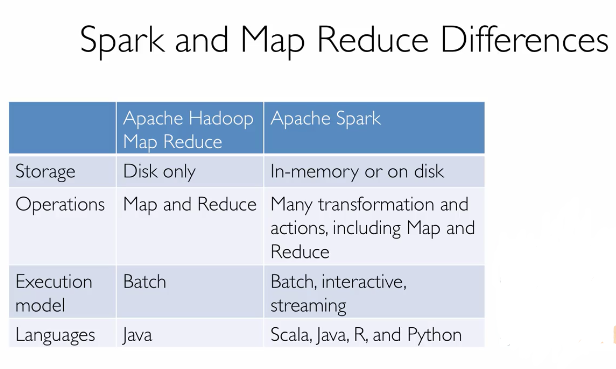 Spark and Map Reduce Differences
Apache Hadoop Apache Spark
Map Reduce
Storage Disk only In-memory or on disk
Operations Map and Reduce Many transformation and
actions, including Map and
Reduce
Execution Batch Batch, interactive,
model streaming
Languages Java Scala, Java, R, and Python